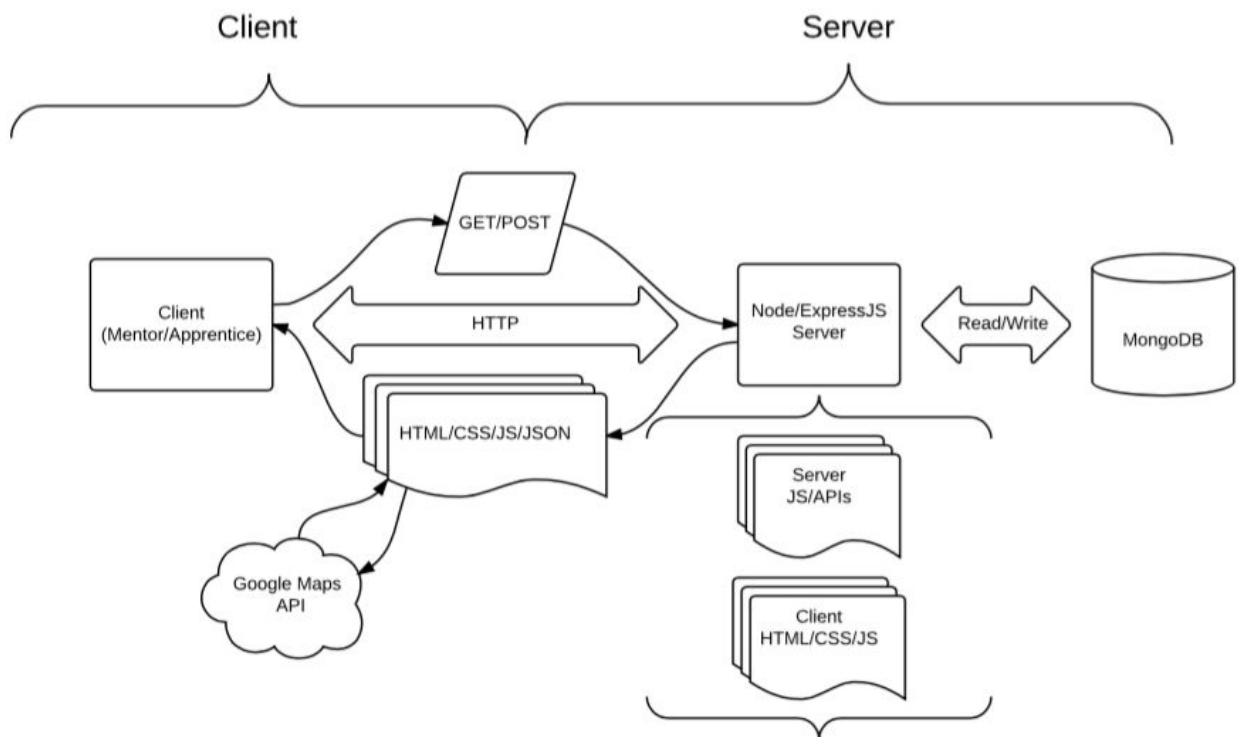 Client
Server
GET/POST
Client
(Mentor/Apprentice)
HTTP
Node/ExpressJS
Server
Read/Write
MongoDB
HTML/CSS/JS/JSON
Server
JS/APIs
Google Maps
API
Client
HTML/CSS/JS